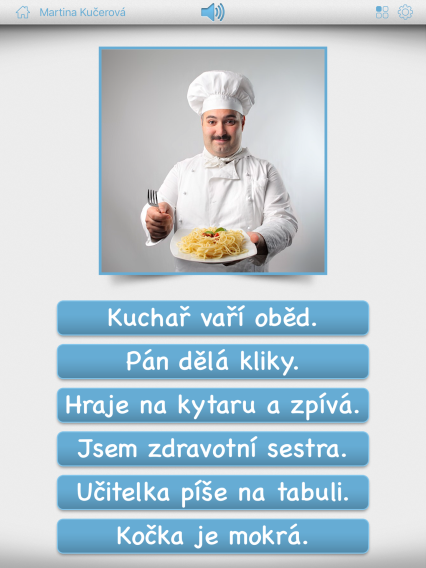 Martina Kučerová
Kuchař vaří oběd.
Pán dělá kliky.
Hraje na kytaru a zpívá.
Jsem zdravotní sestra.
Učitelka píše na tabuli.
Kočka je mokrá.